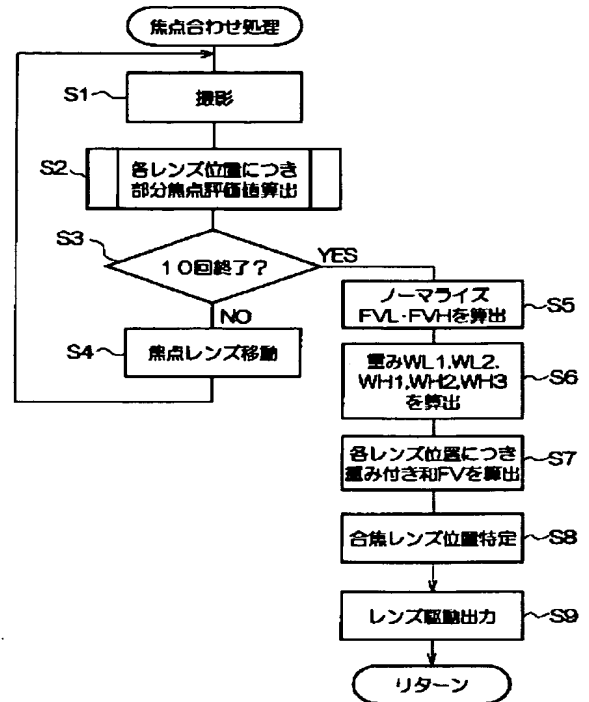 焦点合わせ処理
S1
撮影
S2
各レンズ位置につき
部分焦点評価値算出
S3
10回終了?
YES
NO
S4
焦点レンズ移動
ノーマライズ
FVL・FVHを算出
S5
重みWL1,WL2,
WH1,WH2,WH3
を算出
S6
各レンズ位置につき
重み付き和FVを算出
S7
合焦レンズ位置特定
S8
レンズ駆動出力
S9
リターン